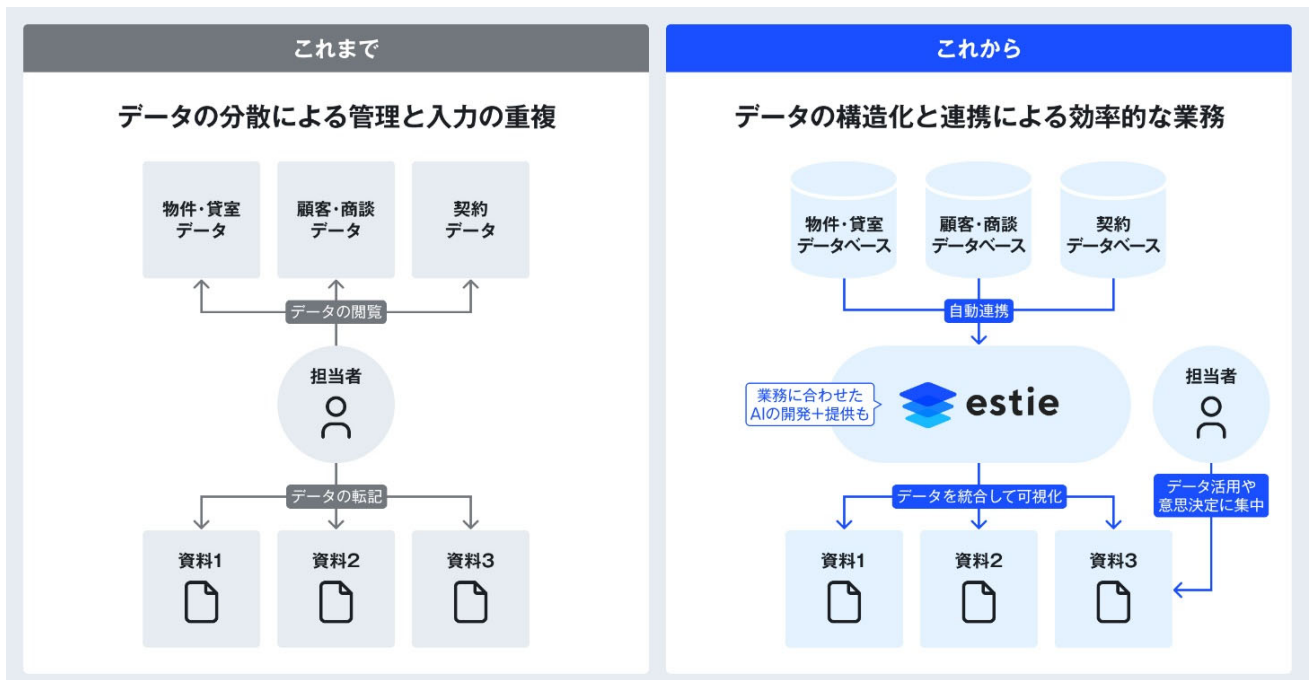 これまで
データの分散による管理と入力の重複
物件・貸室
データ
顧客・商談
データ
契約
データ
データの閲覧
担当者
データの転記
資料1
資料2
資料3
これから
データの構造化と連携による効率的な業務
物件・貸室
データベース
顧客・商談
データベース
契約
データベース
自動連携
業務に合わせた
AIの開発+提供も
estie
担当者
データを統合して可視化
データ活用や
意思決定に集中
資料1
資料2
資料3